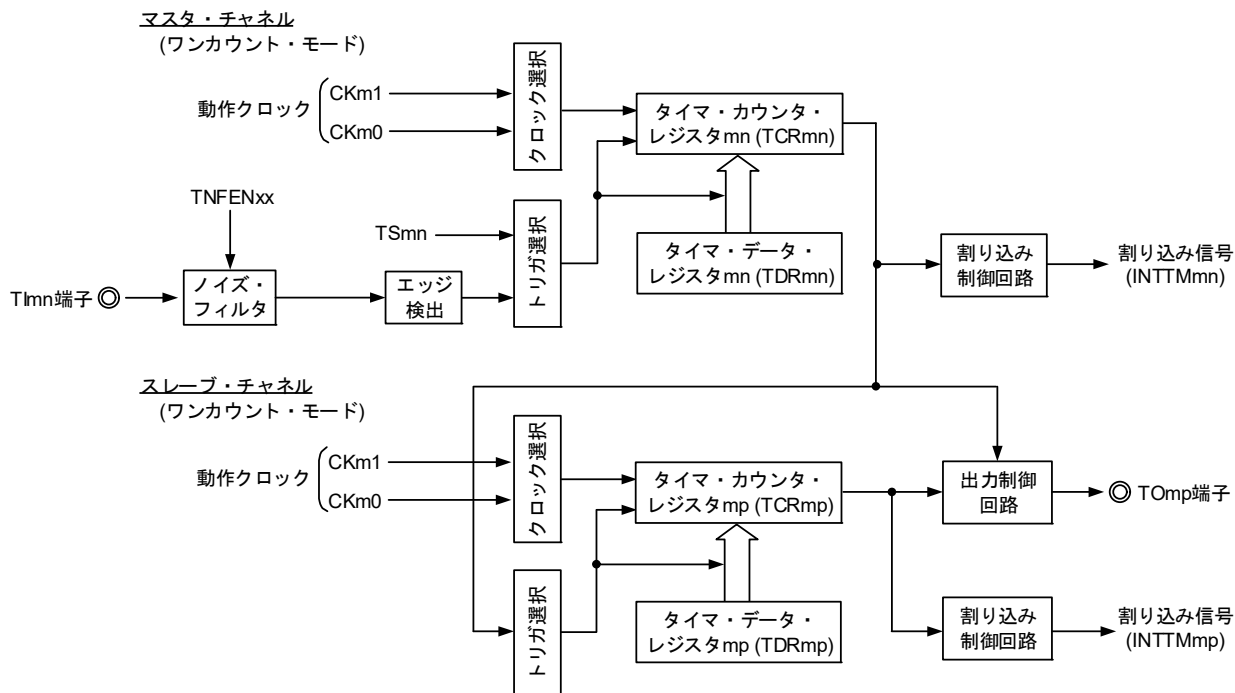 マスタ・チャネル
(ワンカウント・モード)
動作クロック
CKm1
CKm0
クロック選択
タイマ・カウンタ・
レジスタmn (TCRmn)
TNFENxx
TSmn
トリガ選択
タイマ・データ・
レジスタmn (TDRmn)
割り込み
制御回路
割り込み信号
(INTTMmn)
TImn端子
ノイズ・
フィルタ
エッジ
検出
スレーブ・チャネル
(ワンカウント・モード)
動作クロック
CKm1
CKm0
クロック選択
タイマ・カウンタ・
レジスタmp (TCRmp)
出力制御
回路
TOmp端子
トリガ選択
タイマ・データ・
レジスタmp (TDRmp)
割り込み
制御回路
割り込み信号
(INTTMmp)